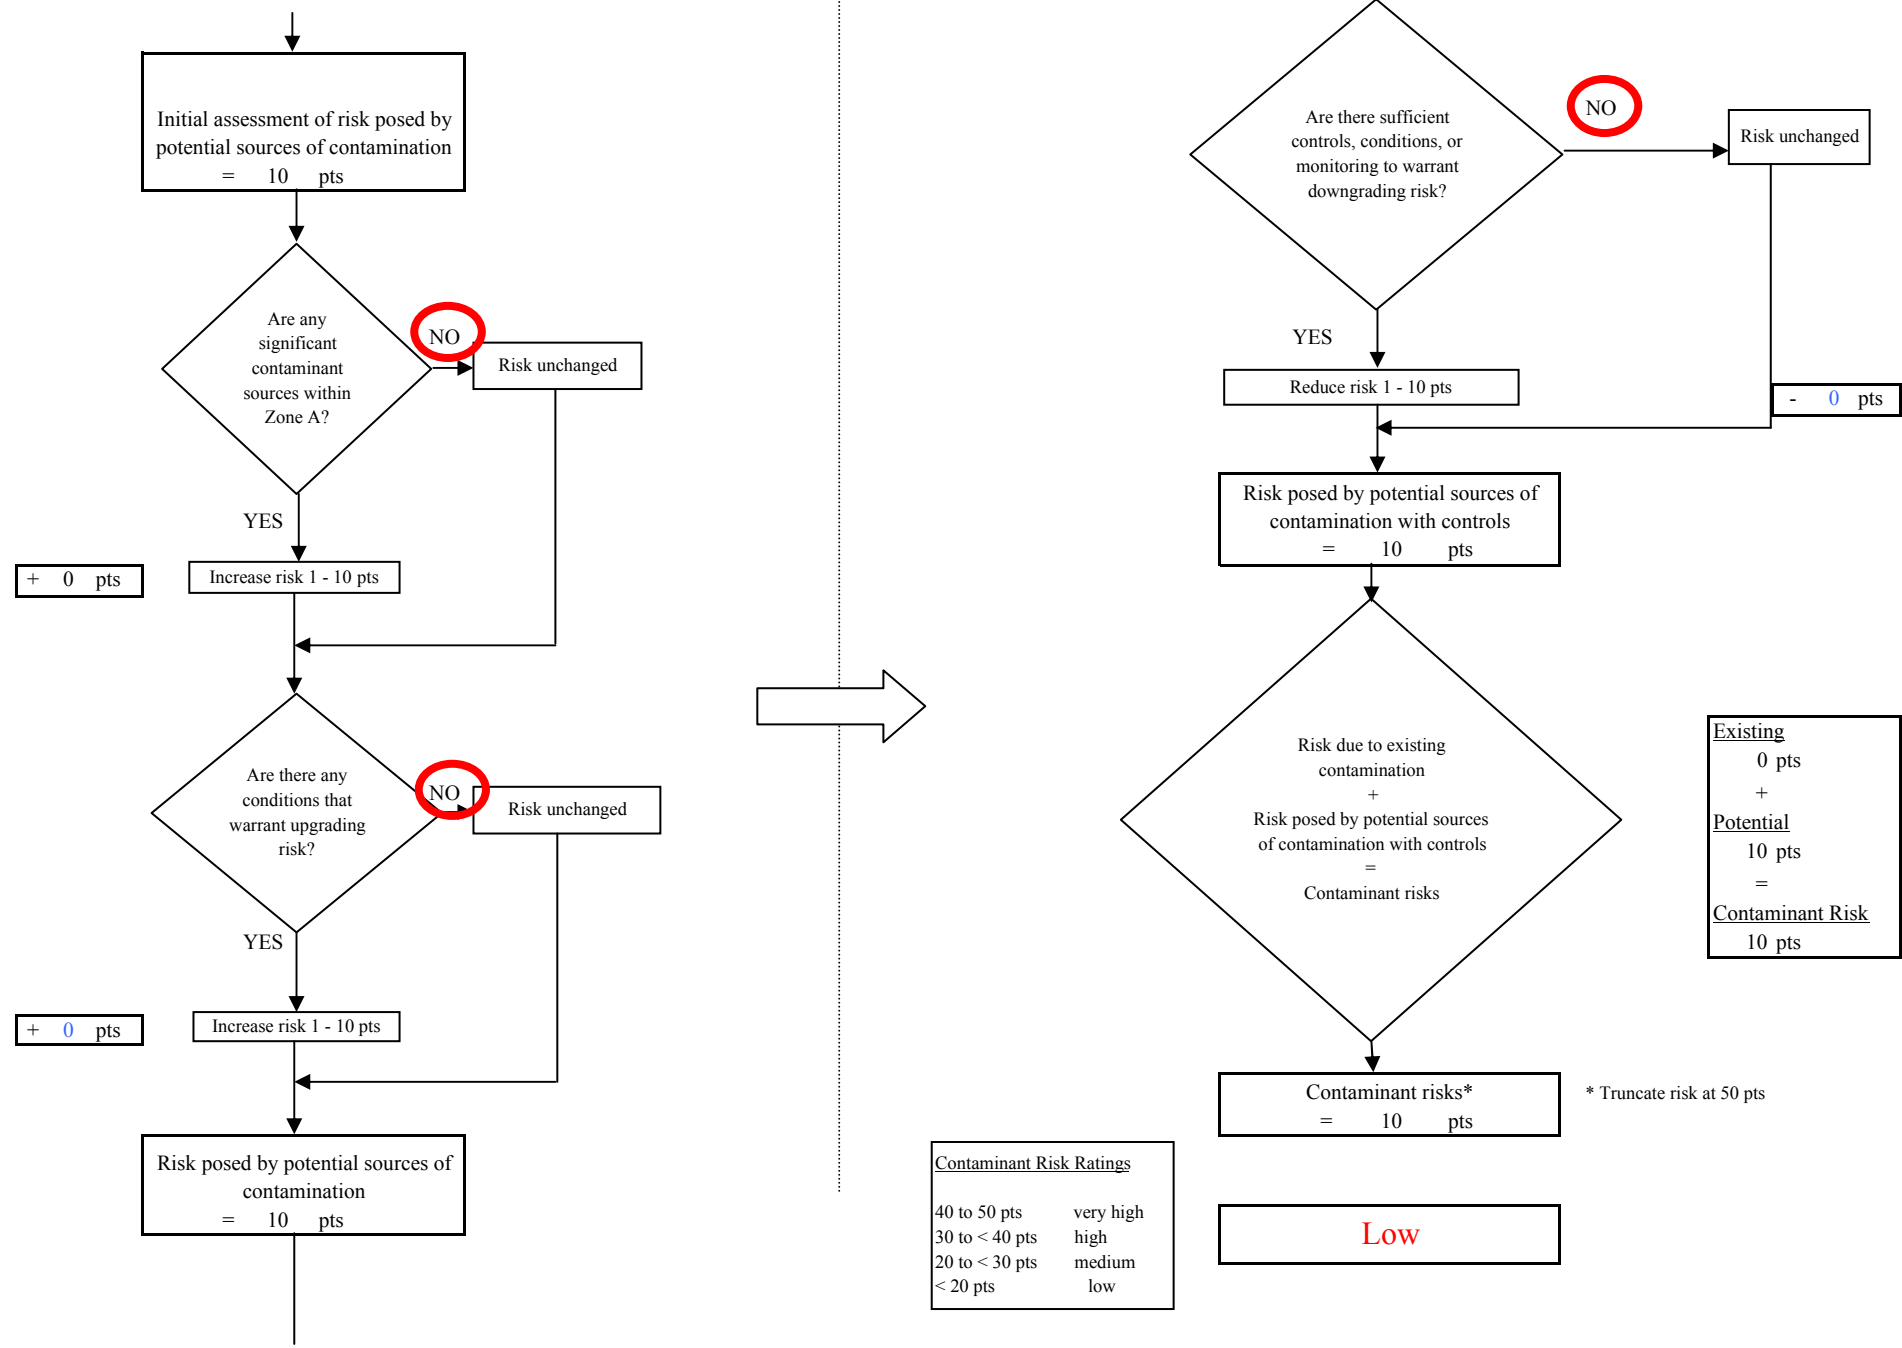 Initial assessment of risk posed by
potential sources of contamination
= 10 pts
Are any
significant
contaminant
sources within
Zone A?
NO
Risk unchanged
YES
+ 0 pts
Increase risk 1 - 10 pts
Are there any
conditions that
warrant upgrading
risk?
NO
Risk unchanged
YES
+ 0 pts
Increase risk 1 - 10 pts
Risk posed by potential sources of
contamination
= 10 pts
Are there sufficient
controls, conditions, or
monitoring to warrant
downgrading risk?
NO
Risk unchanged
YES
Reduce risk 1 - 10 pts
- 0 pts
Risk posed by potential sources of
contamination with controls
= 10 pts
Risk due to existing
contamination
+
Risk posed by potential sources
of contamination with controls
=
Contaminant risks
Existing
0 pts
+
Potential
10 pts
=
Contaminant Risk
10 pts
Contaminant risks*
= 10 pts
* Truncate risk at 50 pts
Contaminant Risk Ratings
40 to 50 pts very high
30 to < 40 pts high
20 to < 30 pts medium
< 20 pts low
Low